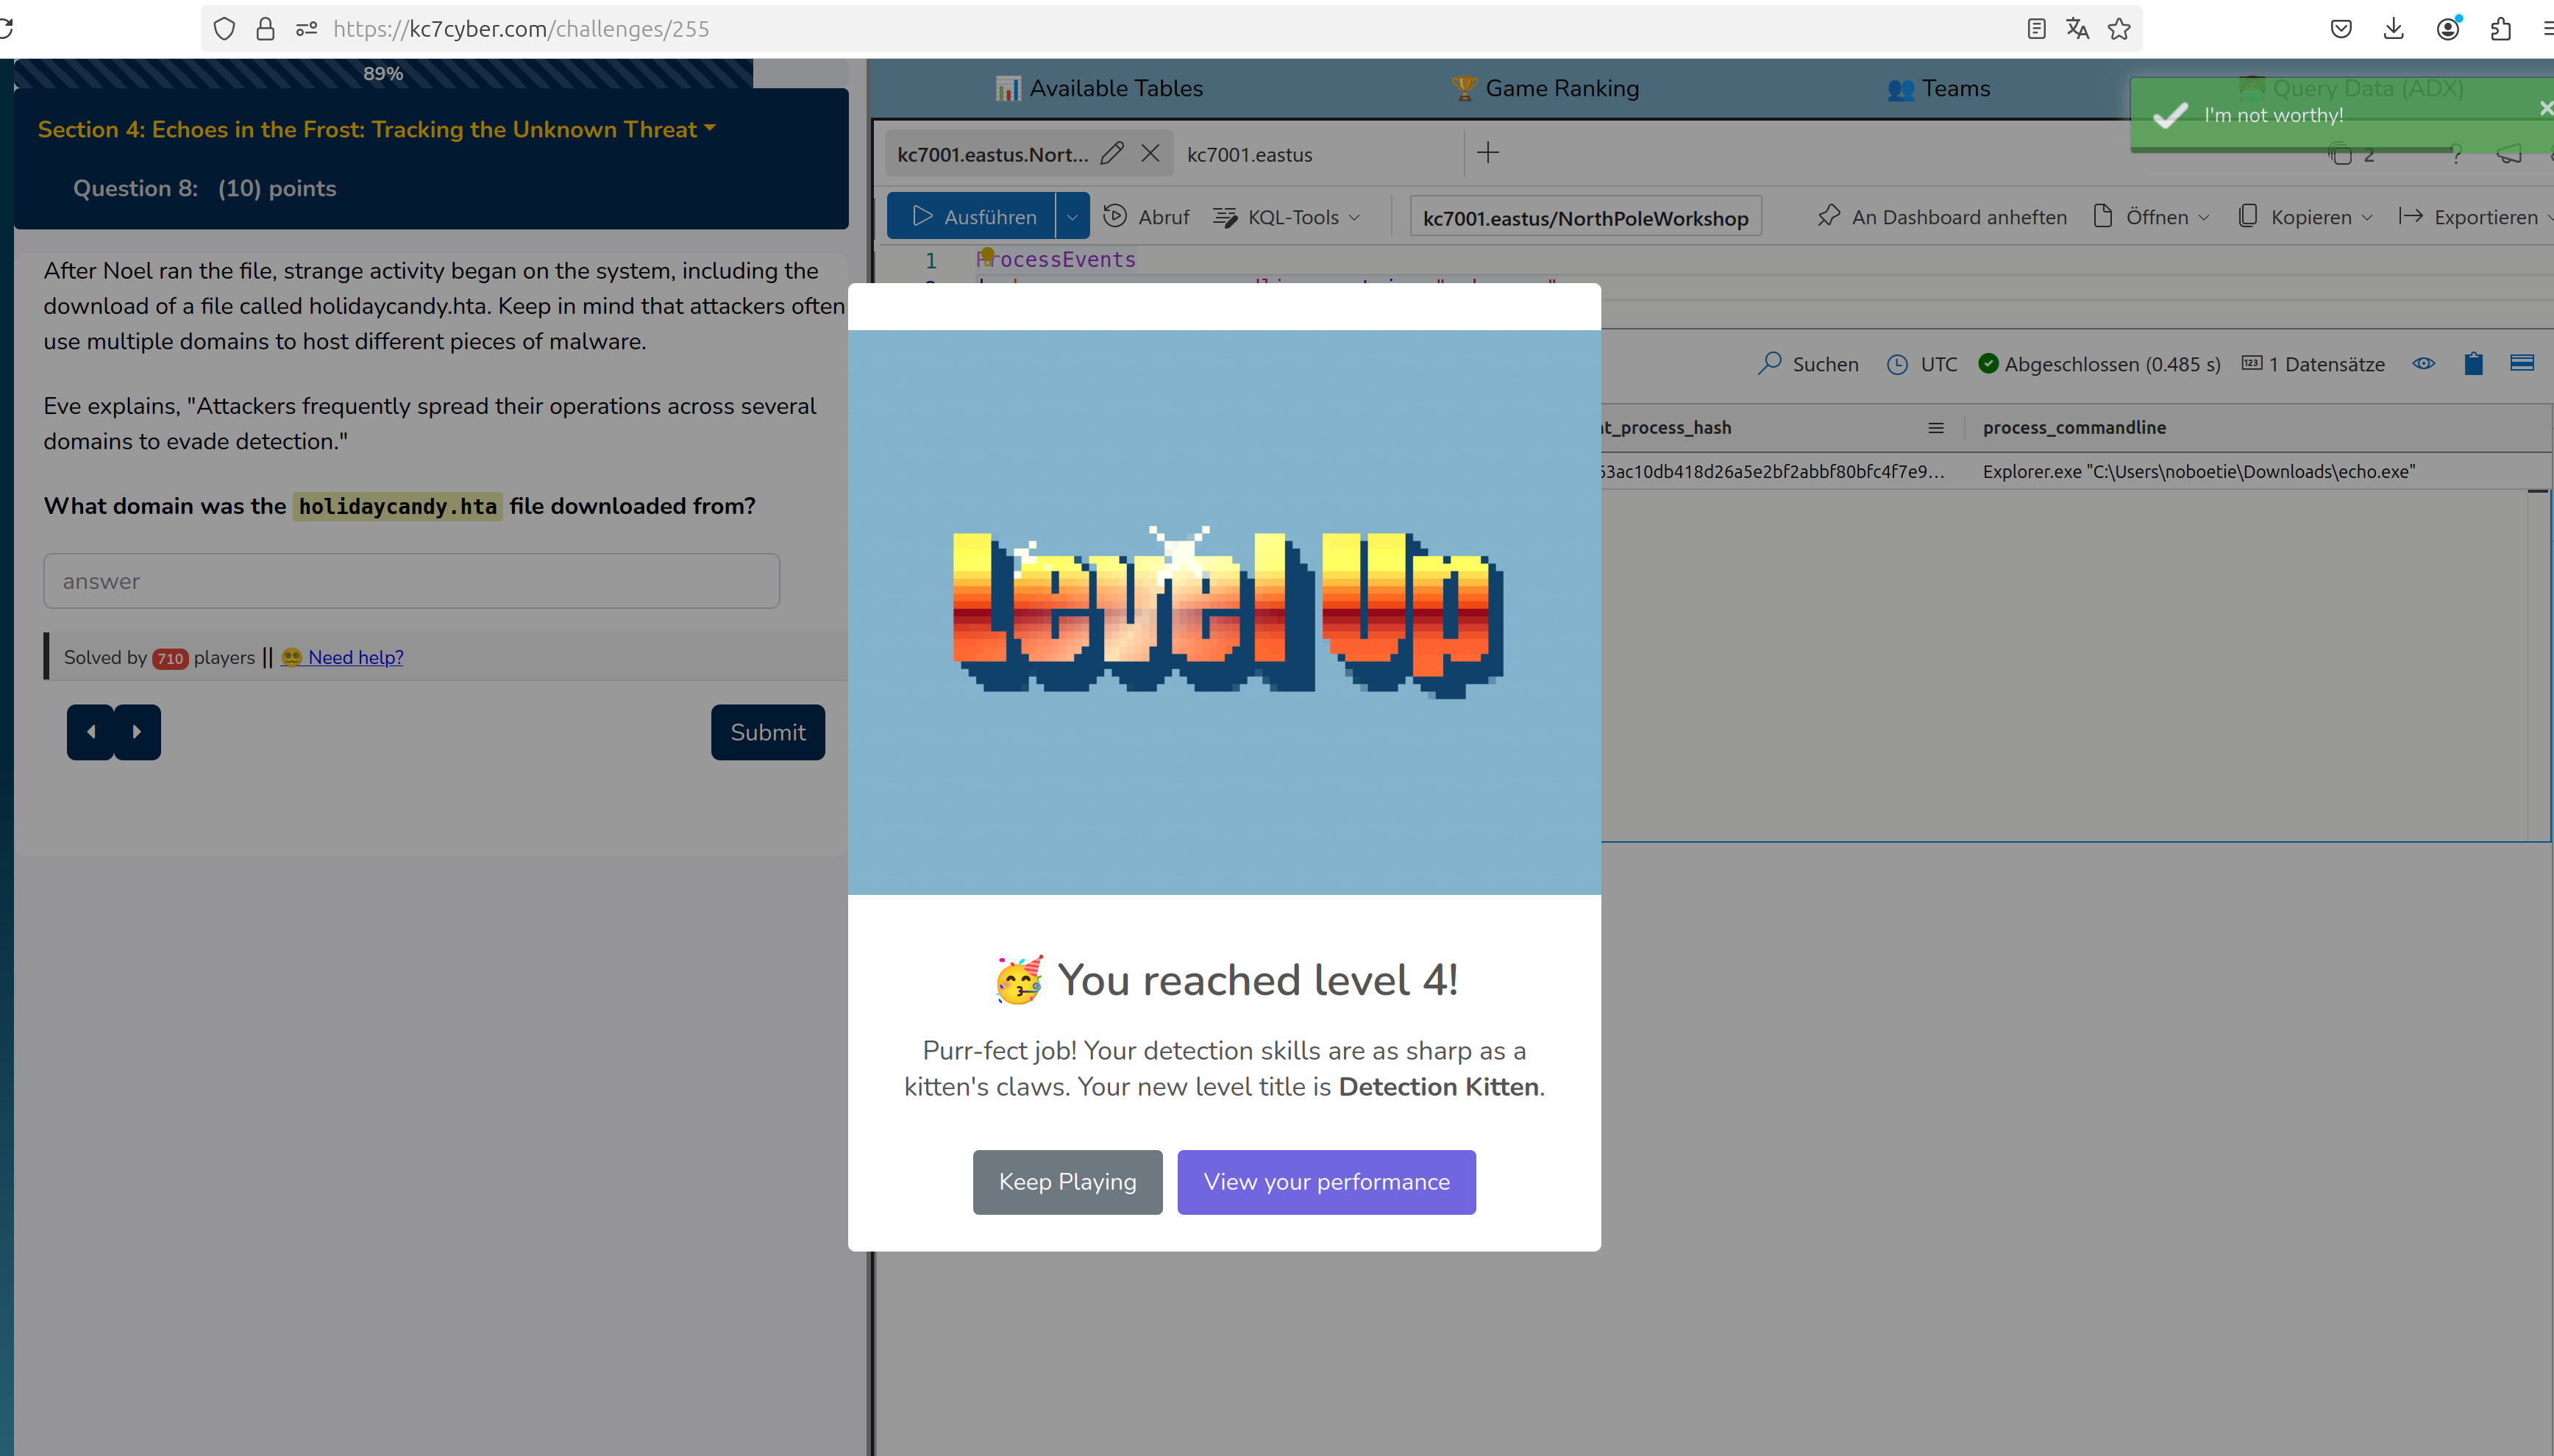 https://kc7cyber.com/challenges/255
89%
Section 4: Echoes in the Frost: Tracking the Unknown Threat
Question 8: (10) points
After Noel ran the file, strange activity began on the system, including the
download of a file called holidaycandy.hta. Keep in mind that attackers often
use multiple domains to host different pieces of malware.
Eve explains, "Attackers frequently spread their operations across several
domains to evade detection."
What domain was the holidaycandy.hta file downloaded from?
answer
Solved by 710 players || Need help?
Submit
Available Tables
Game Ranking
Teams
Query Data (ADX)
I'm not worthy!
kc7001.eastus.Nort...
kc7001.eastus
2
Ausführen
Abruf
KQL-Tools
kc7001.eastus/NorthPoleWorkshop
An Dashboard anheften
Öffnen
Kopieren
Exportieren
1 ProcessEvents
Suchen
UTC
Abgeschlossen (0.485 s)
1 Datensätze
t_process_hash
process_commandline
63ac10db418d26a5e2bf2abbf80bfc4f7e9...
Explorer.exe "C:\Users\noboetie\Downloads\echo.exe"
Level Up
You reached level 4!
Purr-fect job! Your detection skills are as sharp as a
kitten's claws. Your new level title is Detection Kitten.
Keep Playing
View your performance